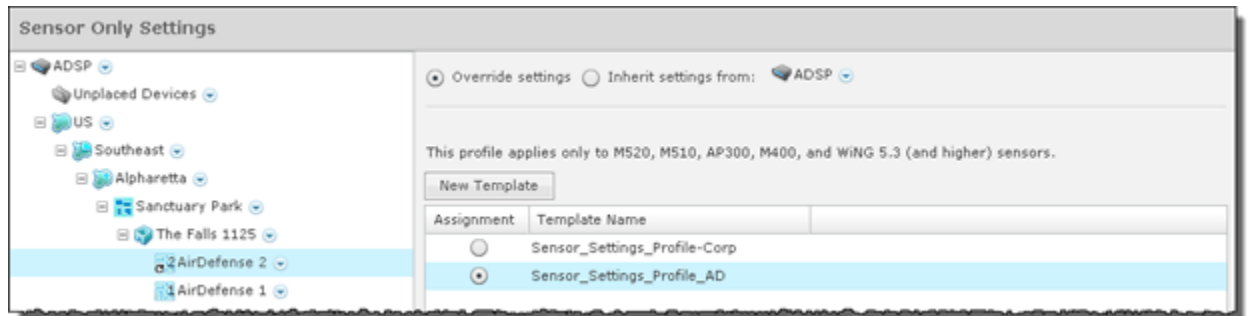 Sensor Only Settings
ADSP
Unplaced Devices
US
Southeast
Alpharetta
Sanctuary Park
The Falls 1125
2 AirDefense 2
1 AirDefense 1
Override settings Inherit settings from: ADSP
This profile applies only to M520, M510, AP300, M400, and WiNG 5.3 (and higher) sensors.
New Template
Assignment Template Name
Sensor_Settings_Profile-Corp
Sensor_Settings_Profile_AD